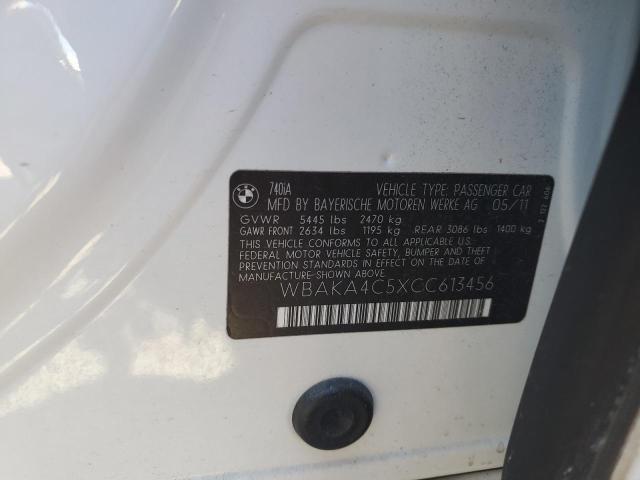 740iA VEHICLE TYPE: PASSENGER CAR
MFD BY BAYERISCHE MOTOREN WERKE AG 05/11
GVWR 5445 lbs 2470 kg
GAWR FRONT 2634 lbs 1195 kg REAR 3086 lbs 1400 kg
THIS VEHICLE CONFORMS TO ALL APPLICABLE U.S.
FEDERAL MOTOR VEHICLE SAFETY, BUMPER, AND THEFT
PREVENTION STANDARDS IN EFFECT ON THE DATE OF
MANUFACTURE SHOWN ABOVE.
WBAKA4C5XCC613456